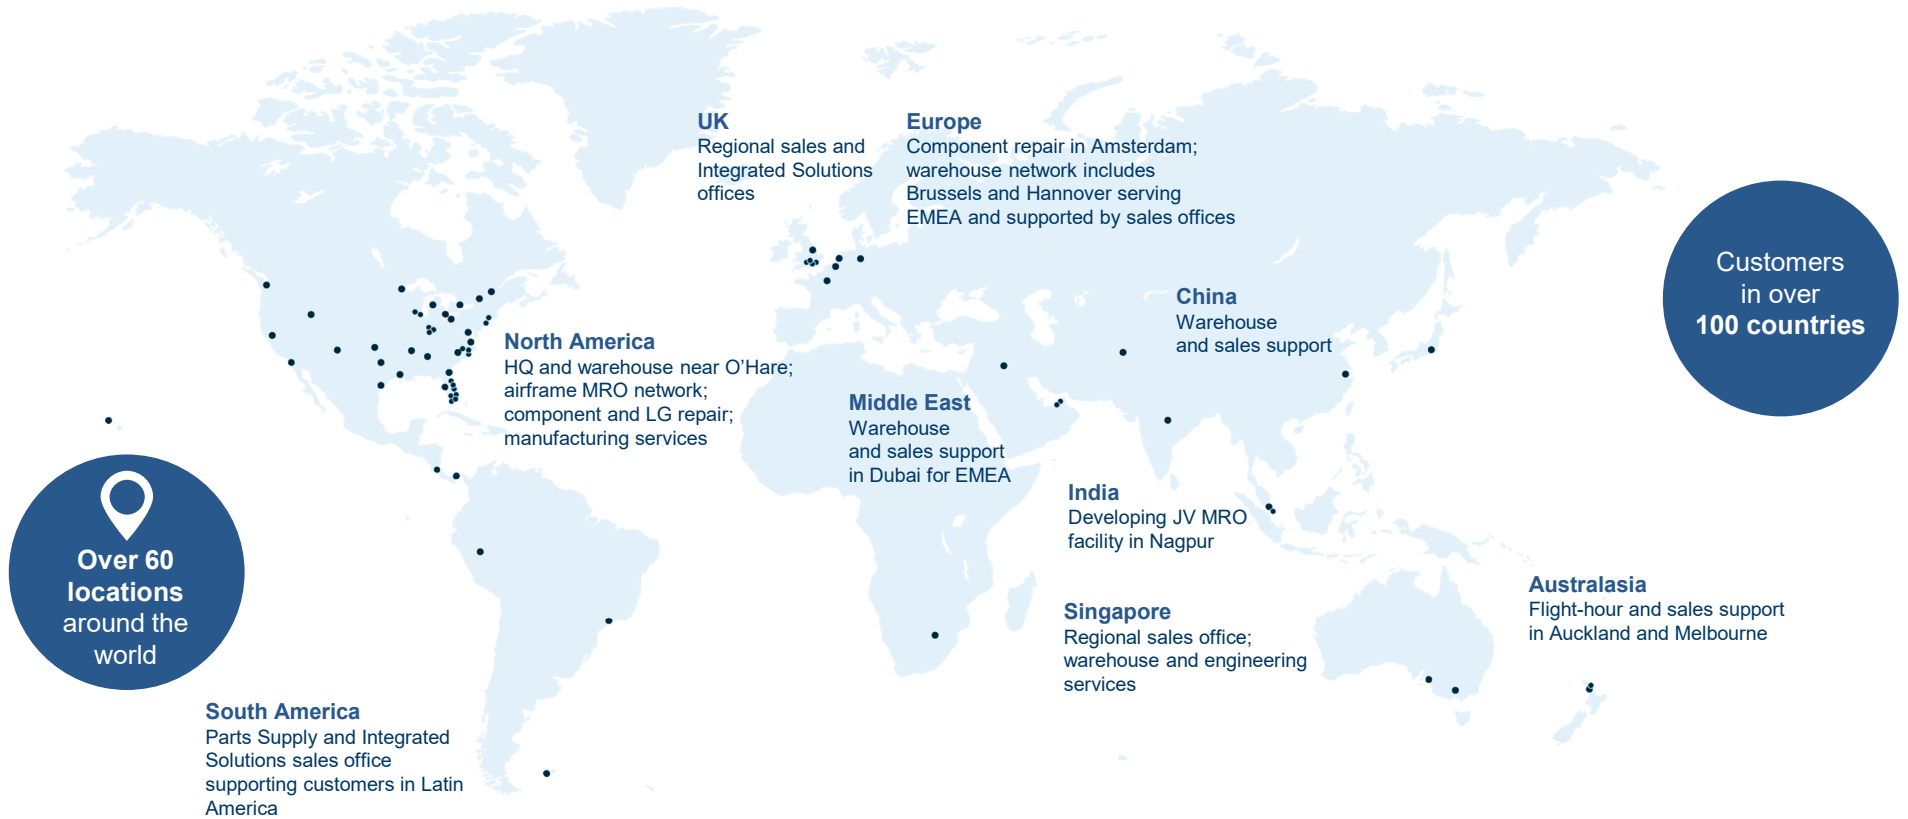 UK
Regional sales and
Integrated Solutions
offices
Europe
Component repair in Amsterdam;
warehouse network includes
Brussels and Hannover serving
EMEA and supported by sales offices
Customers
in over
100 countries
China
Warehouse
and sales support
North America
HQ and warehouse near O’Hare;
airframe MRO network;
component and LG repair;
manufacturing services
Middle East
Warehouse
and sales support
in Dubai for EMEA
India
Developing JV MRO
facility in Nagpur
Over 60
locations
around the
world
Singapore
Regional sales office;
warehouse and engineering
services
Australasia
Flight-hour and sales support
in Auckland and Melbourne
South America
Parts Supply and Integrated
Solutions sales office
supporting customers in Latin
America